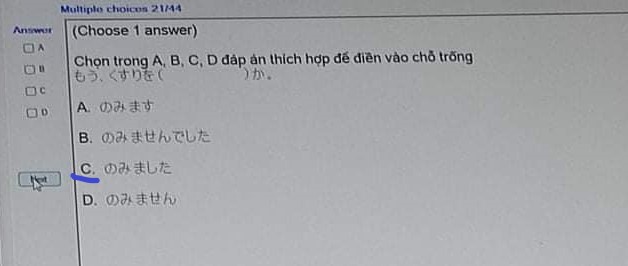 Multiple choices 21/44
Answer
(Choose 1 answer)
A
B
C
D
Chọn trong A, B, C, D đáp án thích hợp để điền vào chỗ trống
もう、くすりを( )か。
A. のみます
B. のみませんでした
C. のみました
D. のみません
Next